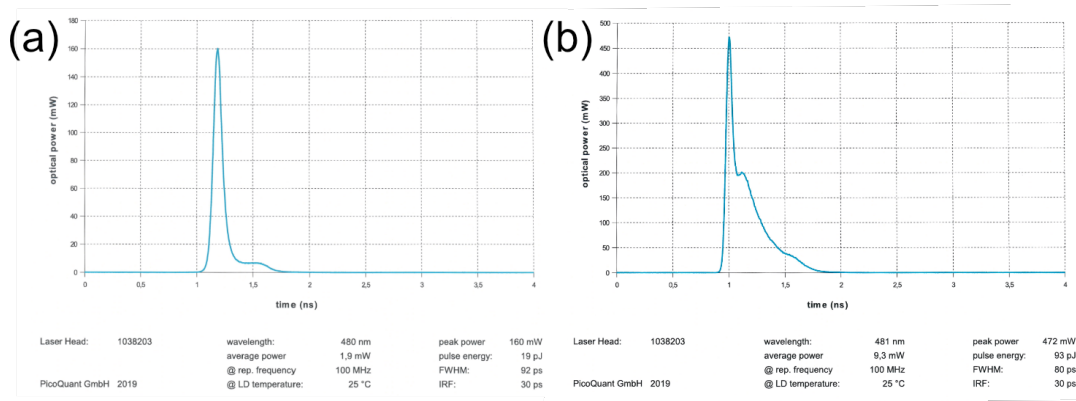 (a)
optical power (mW)
180
160
140
120
100
80
60
40
20
0
0 0,5 1 1,5 2 2,5 3 3,5 4
time (ns)
Laser Head: 1038203 wavelength: 480 nm peak power 160 mW
average power 1,9 mW pulse energy: 19 pJ
@ rep. frequency 100 MHz FWHM: 92 ps
PicoQuant GmbH 2019 @ LD temperature: 25 °C IRF: 30 ps
(b)
optical power (mW)
500
450
400
350
300
250
200
150
100
50
0
0 0,5 1 1,5 2 2,5 3 3,5 4
time (ns)
Laser Head: 1038203 wavelength: 481 nm peak power 472 mW
average power 9,3 mW pulse energy: 93 pJ
@ rep. frequency 100 MHz FWHM: 80 ps
PicoQuant GmbH 2019 @ LD temperature: 25 °C IRF: 30 ps